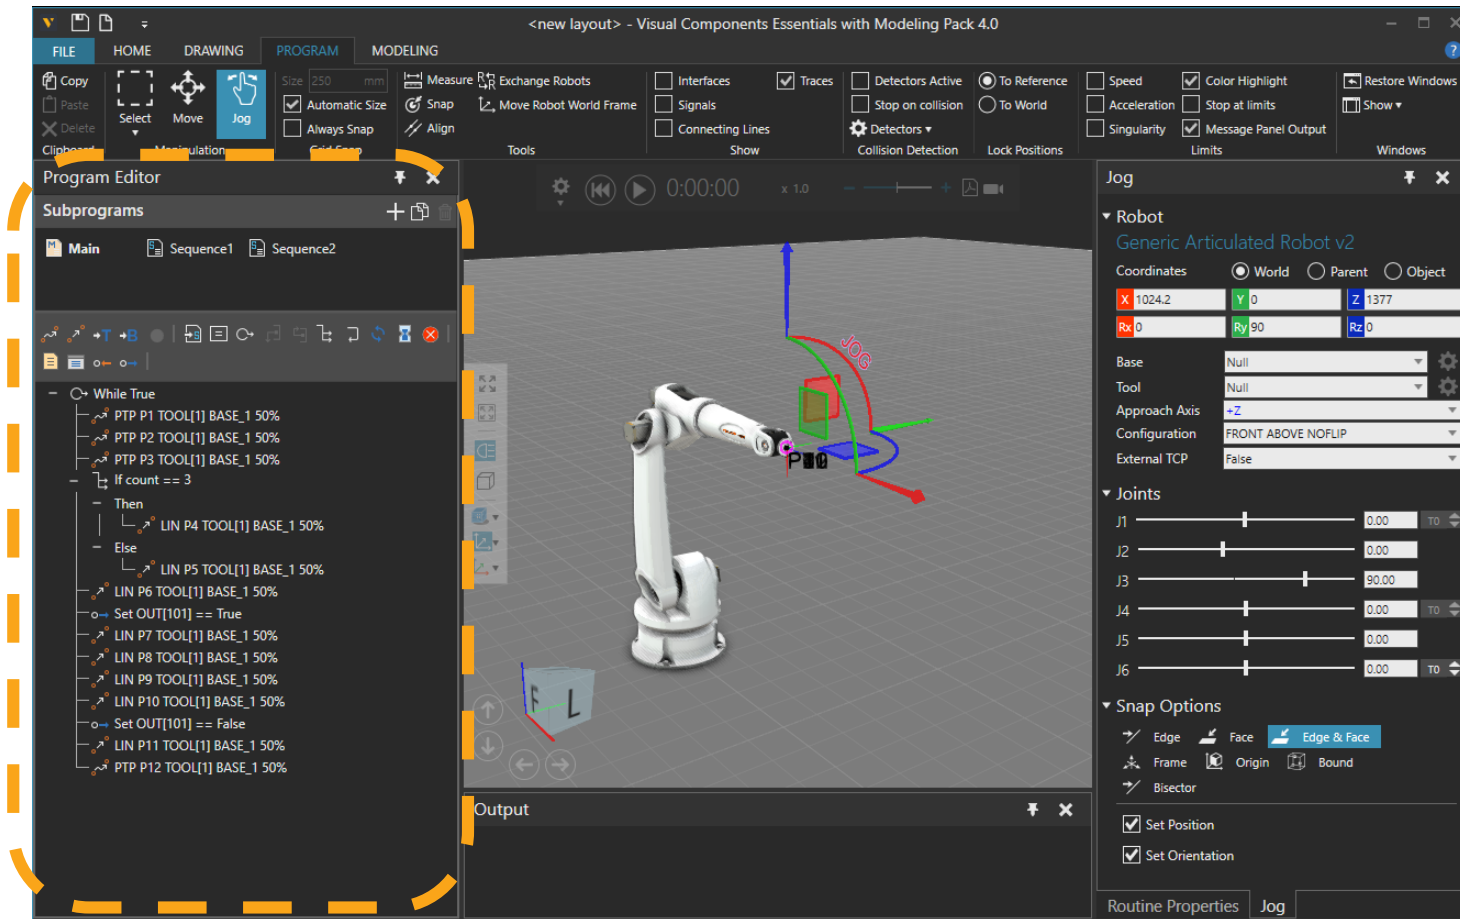 <new layout> - Visual Components Essentials with Modeling Pack 4.0
FILE HOME DRAWING PROGRAM MODELING
Copy
Paste
Delete
Clipboard
Select Move Jog
Manipulation
Size 250 mm
Automatic Size
Always Snap
Grid Snap
Measure Exchange Robots
Snap Move Robot World Frame
Align
Tools
Interfaces Traces
Signals
Connecting Lines
Show
Detectors Active
Stop on collision
Detectors
Collision Detection
To Reference
To World
Lock Positions
Speed Color Highlight
Acceleration Stop at limits
Singularity Message Panel Output
Limits
Restore Windows
Show
Windows
Program Editor
Subprograms
Main Sequence1 Sequence2
While True
PTP P1 TOOL[1] BASE_1 50%
PTP P2 TOOL[1] BASE_1 50%
PTP P3 TOOL[1] BASE_1 50%
If count == 3
Then
LIN P4 TOOL[1] BASE_1 50%
Else
LIN P5 TOOL[1] BASE_1 50%
LIN P6 TOOL[1] BASE_1 50%
Set OUT[101] == True
LIN P7 TOOL[1] BASE_1 50%
LIN P8 TOOL[1] BASE_1 50%
LIN P9 TOOL[1] BASE_1 50%
LIN P10 TOOL[1] BASE_1 50%
Set OUT[101] == False
LIN P11 TOOL[1] BASE_1 50%
PTP P12 TOOL[1] BASE_1 50%
0:00:00 x 1.0
JOG
F L
Output
Jog
Robot
Generic Articulated Robot v2
Coordinates World Parent Object
X 1024.2 Y 0 Z 1377
Rx 0 Ry 90 Rz 0
Base Null
Tool Null
Approach Axis +Z
Configuration FRONT ABOVE NOFLIP
External TCP False
Joints
J1 0.00 T0
J2 0.00
J3 90.00
J4 0.00 T0
J5 0.00
J6 0.00 T0
Snap Options
Edge Face Edge & Face
Frame Origin Bound
Bisector
Set Position
Set Orientation
Routine Properties Jog